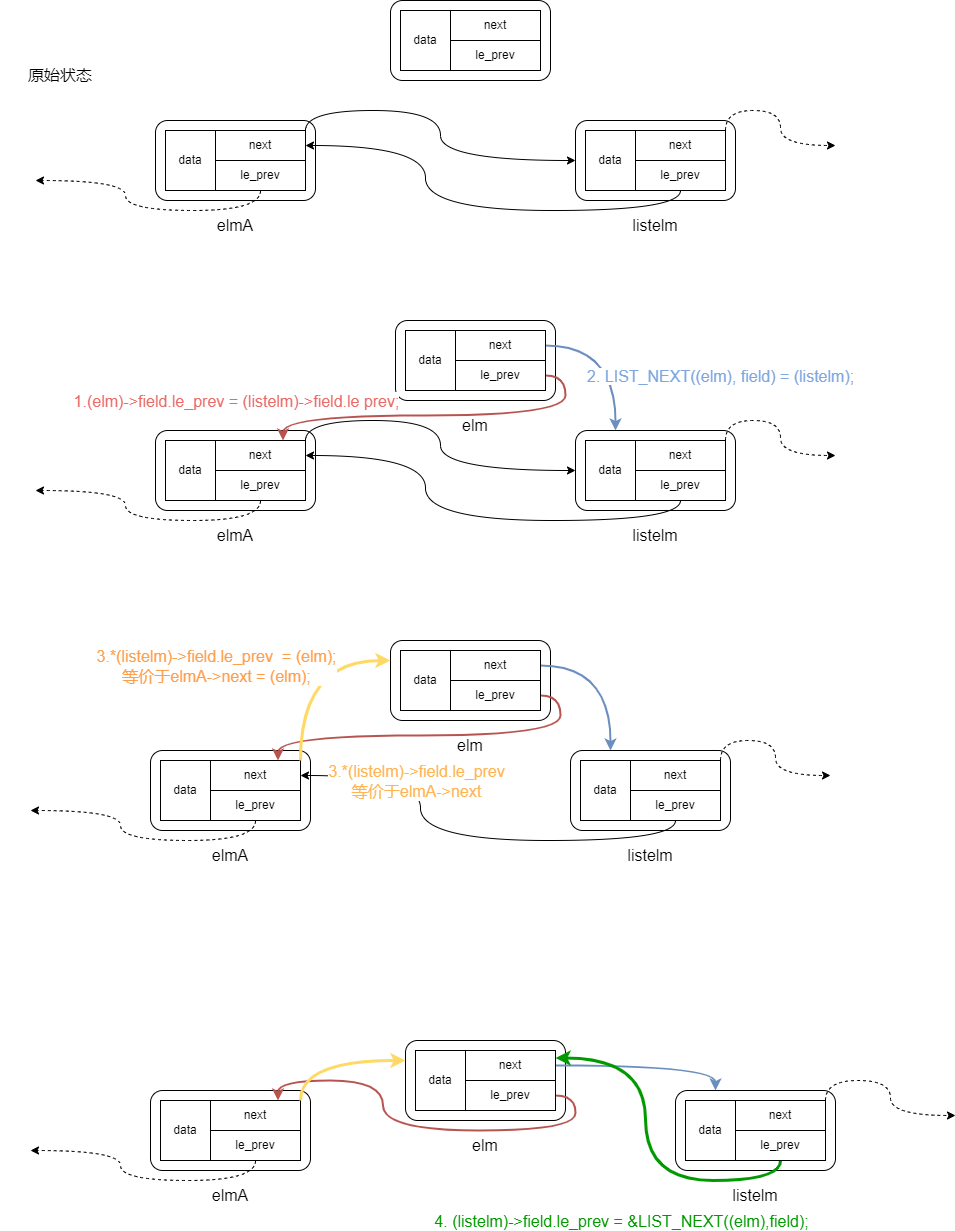 next
data
le_prev
原始状态
next
data
le_prev
next
data
le_prev
elmA
listelm
next
data
le_prev
2. LIST_NEXT((elm), field) = (listelm);
1.(elm)->field.le_prev = (listelm)->field.le prev;
elm
next
data
le_prev
next
data
le_prev
elmA
listelm
3.*(listelm)->field.le_prev = (elm);
等价于elmA->next = (elm);
next
data
le_prev
elm
3.*(listelm)->field.le_prev
等价于elmA->next
next
data
le_prev
next
data
le_prev
elmA
listelm
next
data
le_prev
elm
next
data
le_prev
next
data
le_prev
elmA
listelm
4. (listelm)->field.le_prev = &LIST_NEXT((elm),field);